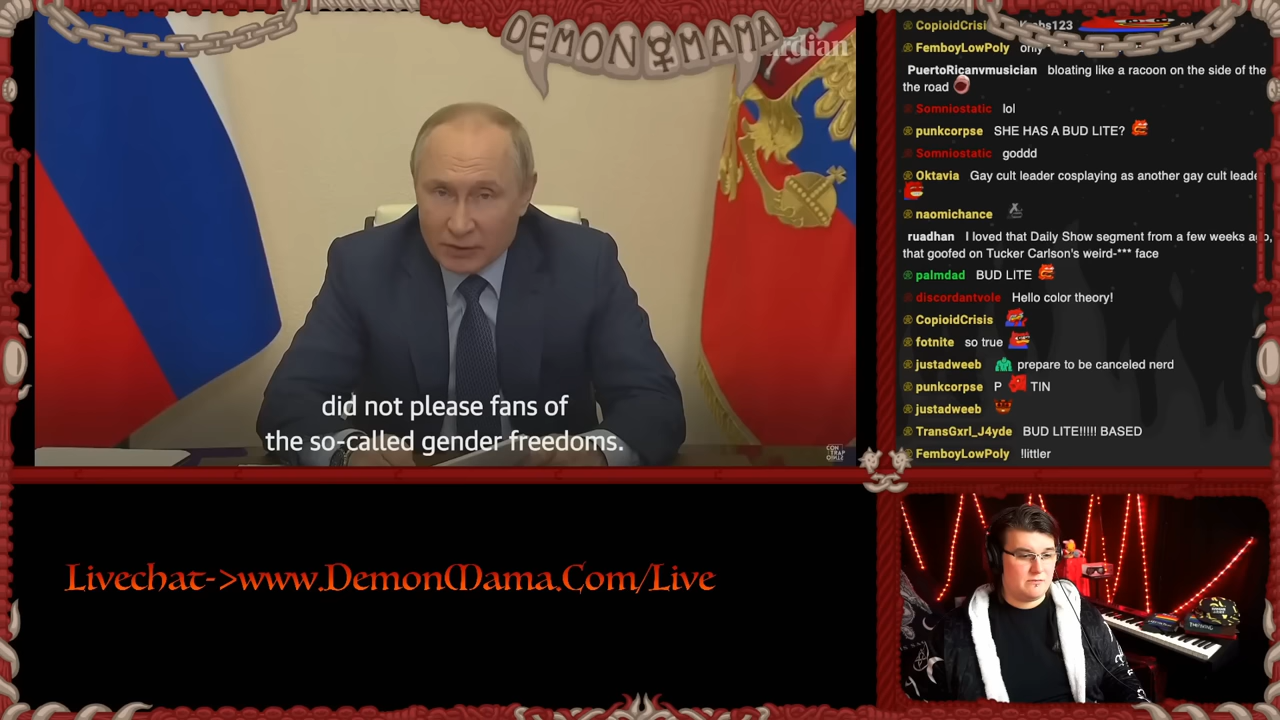 DEMON MAMA
rdian
did not please fans of
the so-called gender freedoms.
CopioidCrisi
FemboyLowPoly only
PuertoRicanvmusician bloating like a racoon on the side of the
the road
Somniostatic lol
punkcorpse SHE HAS A BUD LITE?
Somniostatic goddd
Oktavia Gay cult leader cosplaying as another gay cult leade
naomichance
ruadhan I loved that Daily Show segment from a few weeks ago,
that goofed on Tucker Carlson's weird-*** face
palmdad BUD LITE
discordantvole Hello color theory!
CopioidCrisis
fotnite so true
justadweeb prepare to be canceled nerd
punkcorpse P TIN
justadweeb
TransGxrl_J4yde BUD LITE!!!!! BASED
FemboyLowPoly !littler
Livechat->www.DemonMama.Com/Live